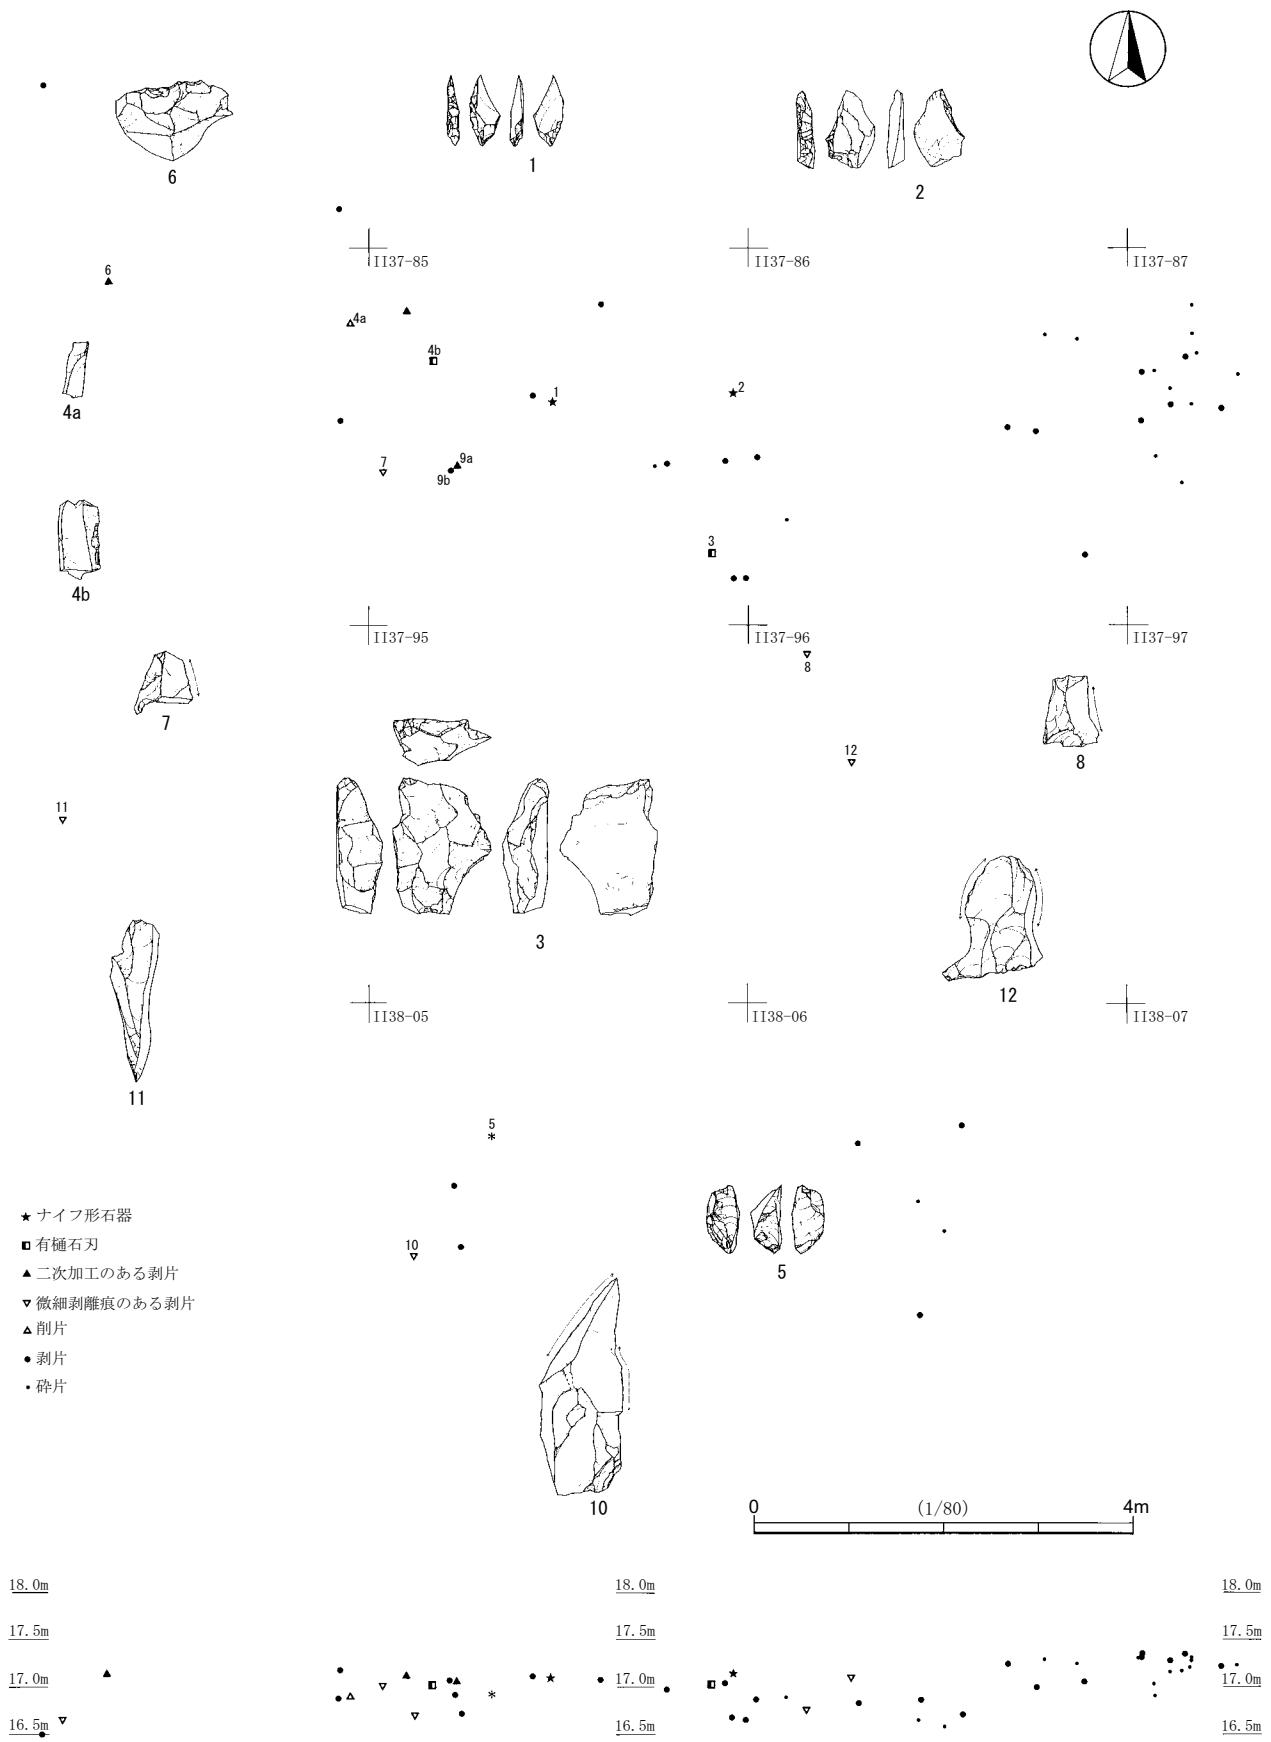 6
1
2
II37-85
II37-86
II37-87
6
4a
4b
1
2
4a
7
9a
9b
3
4b
II37-95
II37-96
II37-97
8
7
8
12
11
3
12
II38-05
II38-06
II38-07
11
5
★ ナイフ形石器
有樋石刃
▲ 二次加工のある剥片
▽ 微細剥離痕のある剥片
△ 削片
● 剥片
・ 砕片
10
5
10
0 (1/80) 4m
18.0m 18.0m 18.0m
17.5m 17.5m 17.5m
17.0m 17.0m 17.0m
16.5m 16.5m 16.5m